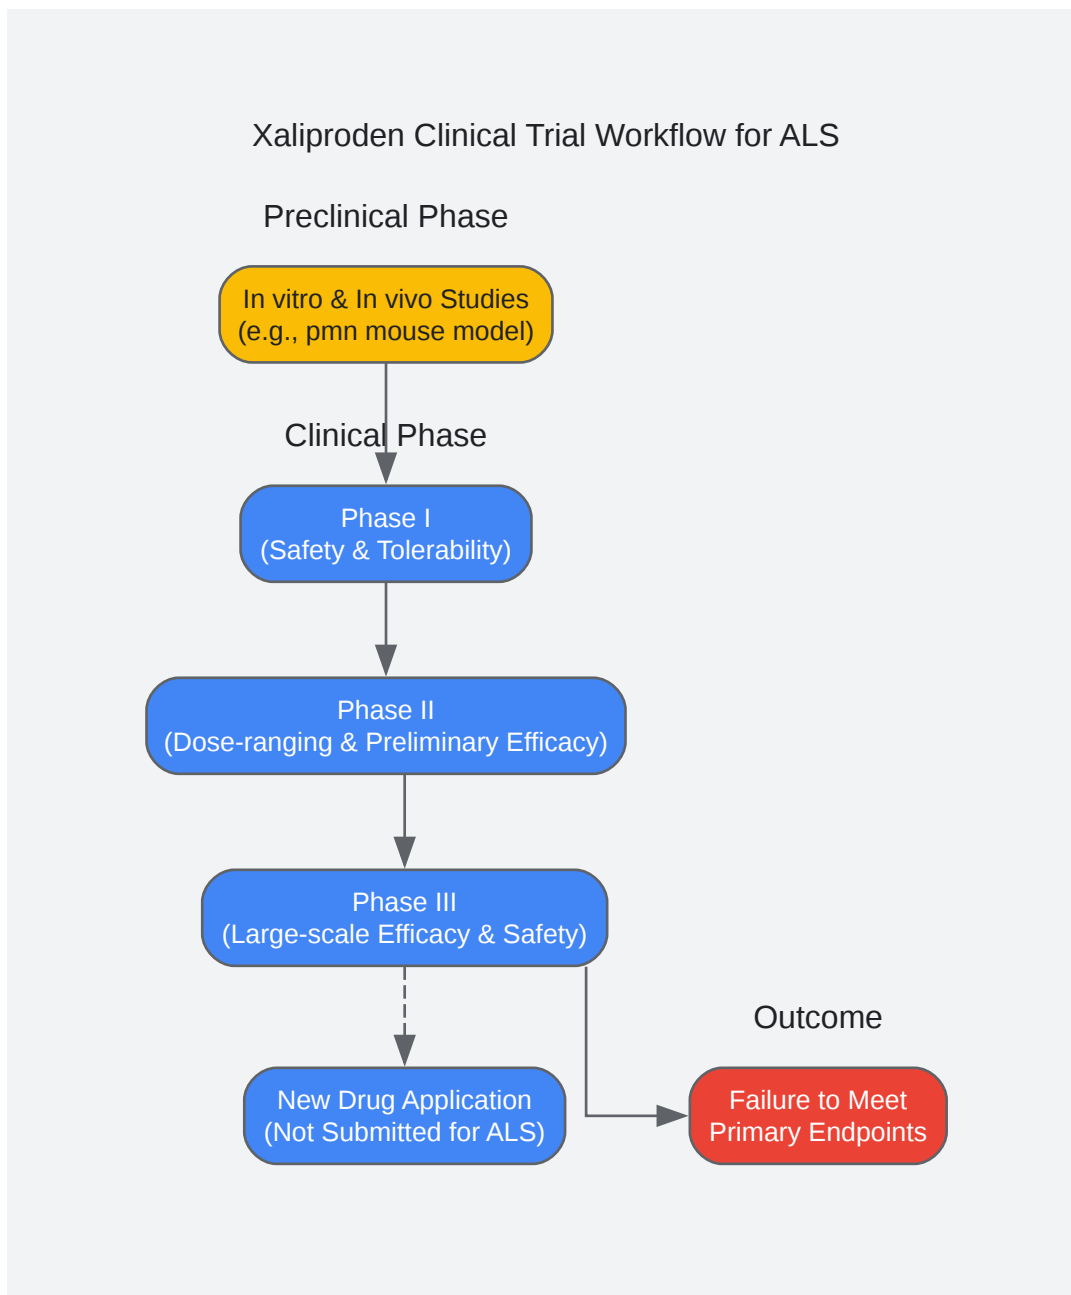 Xaliproden Clinical Trial Workflow for ALS
Preclinical Phase
In vitro & In vivo Studies
(e.g., pmn mouse model)
Clinical Phase
Phase I
(Safety & Tolerability)
Phase II
(Dose-ranging & Preliminary Efficacy)
Phase III
(Large-scale Efficacy & Safety)
Outcome
New Drug Application
(Not Submitted for ALS)
Failure to Meet
Primary Endpoints